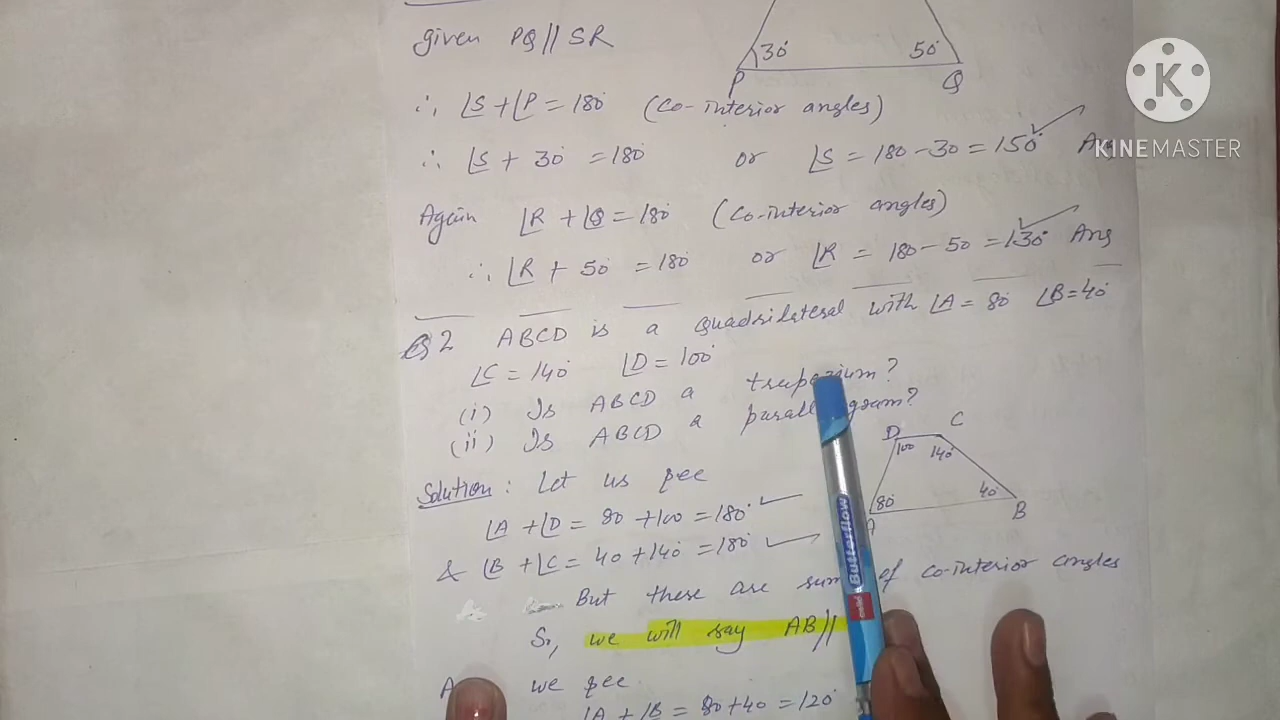 given PQ || SR
30° 50°
P Q
∴ ∠S + ∠P = 180° (Co-interior angles)
∴ ∠S + 30° = 180° or ∠S = 180 - 30 = 150° Ans
Again ∠R + ∠Q = 180° (Co-interior angles)
∴ ∠R + 50° = 180° or ∠R = 180 - 50 = 130° Ans
Q 2 ABCD is a Quadrilateral with ∠A = 80° ∠B = 40°
∠C = 140° ∠D = 100°
(i) Is ABCD a trapezium?
(ii) Is ABCD a
D C
100 140°
80° 40°
A B
Solution: Let us see
∠A + ∠D = 80 + 100 = 180°
& ∠B + ∠C = 40 + 140° = 180°
But these are sum of co-interior angles
So, we will say AB ||
we see
∠A + ∠B = 80 + 40 = 120°
K
KINEMASTER
Butterflow
cello